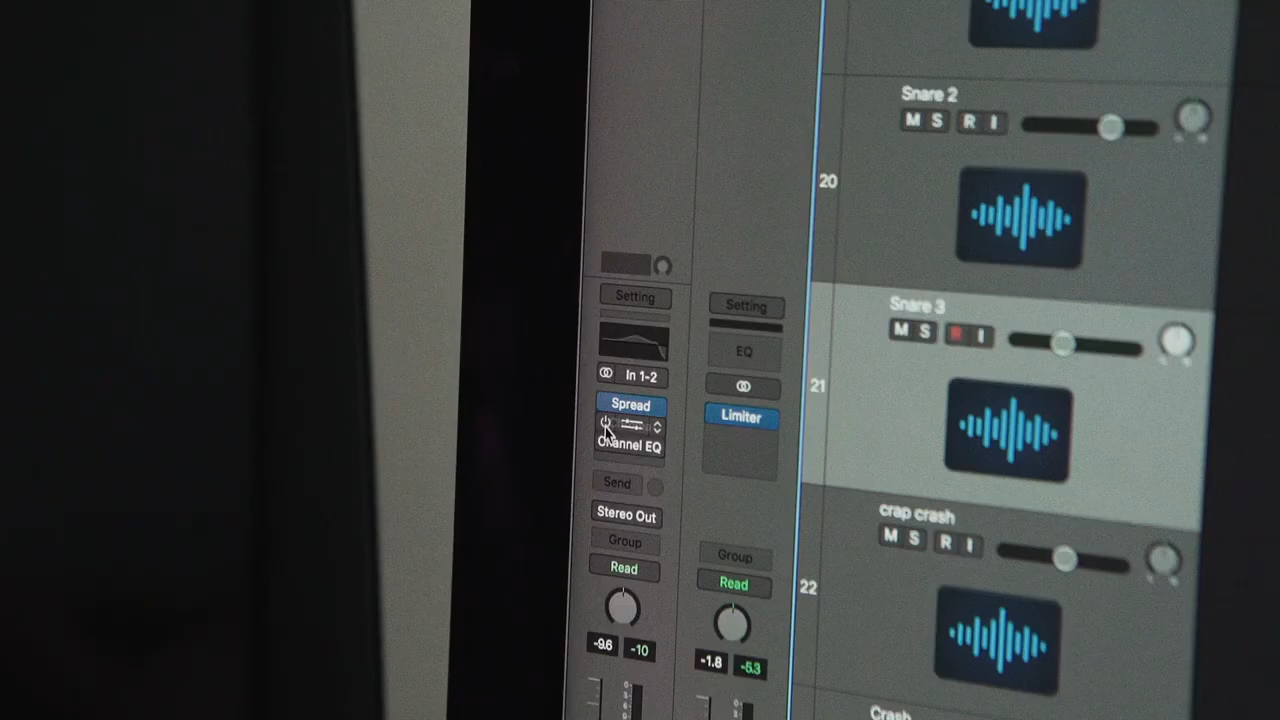 Setting
In 1-2
Spread
Channel EQ
Send
Stereo Out
Group
Read
-9.6 -10
Setting
EQ
Limiter
Group
Read
-1.8 -5.3
Snare 2
M S R I
20
Snare 3
M S R I
21
crap crash
M S R I
22
Crash